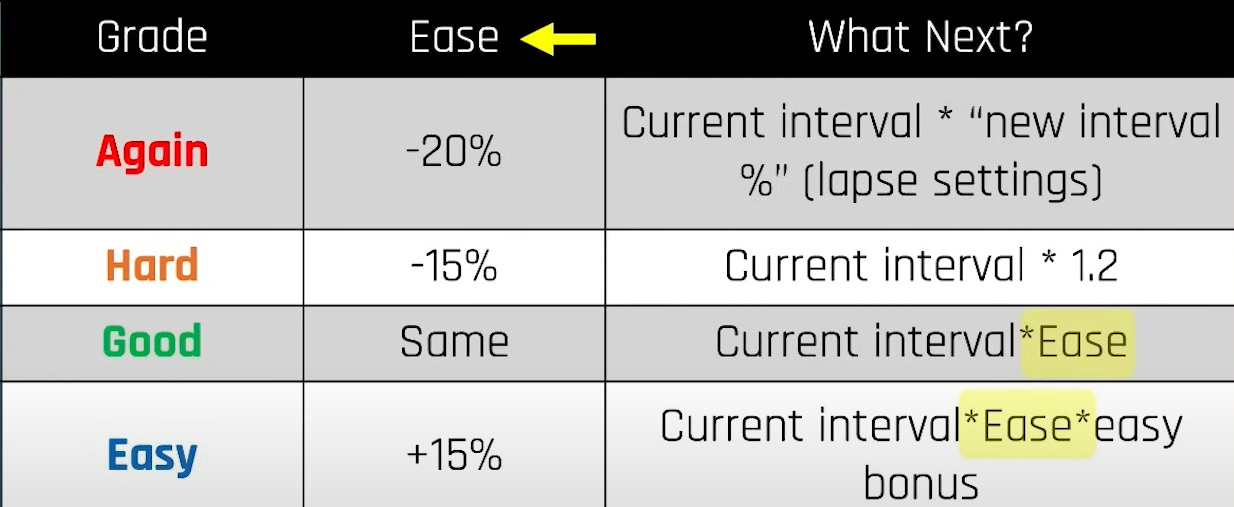 Grade Ease What Next?
Again -20% Current interval * “new interval
%” (lapse settings)
Hard -15% Current interval * 1.2
Good Same Current interval*Ease
Easy +15% Current interval*Ease*easy
bonus